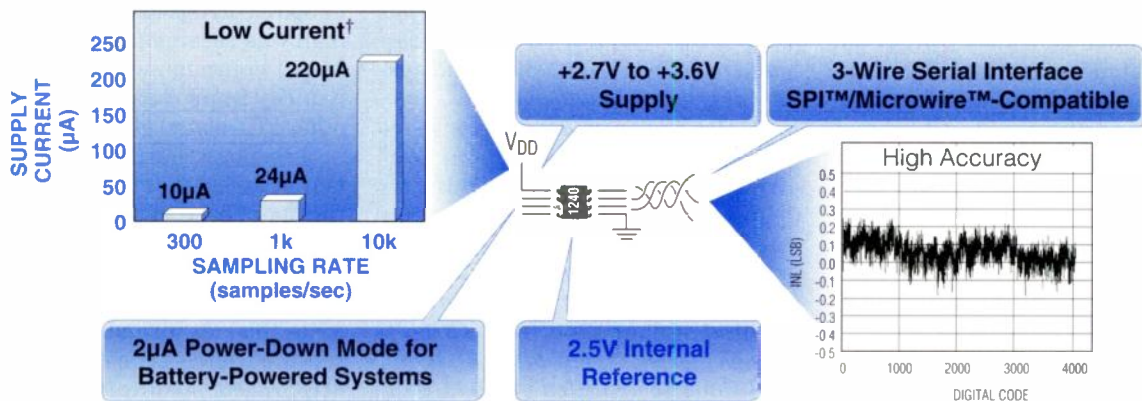 Low Current†
SUPPLY
CURRENT
(µA)
250
200
150
100
50
0
10µA
24µA
220µA
300
1k
10k
SAMPLING RATE
(samples/sec)
+2.7V to +3.6V
Supply
3-Wire Serial Interface
SPI™/Microwire™-Compatible
VDD
1240
High Accuracy
INL (LSB)
0.5
0.4
0.3
0.2
0.1
0.0
-0.1
-0.2
-0.3
-0.4
-0.5
0
1000
2000
3000
4000
DIGITAL CODE
2µA Power-Down Mode for
Battery-Powered Systems
2.5V Internal
Reference